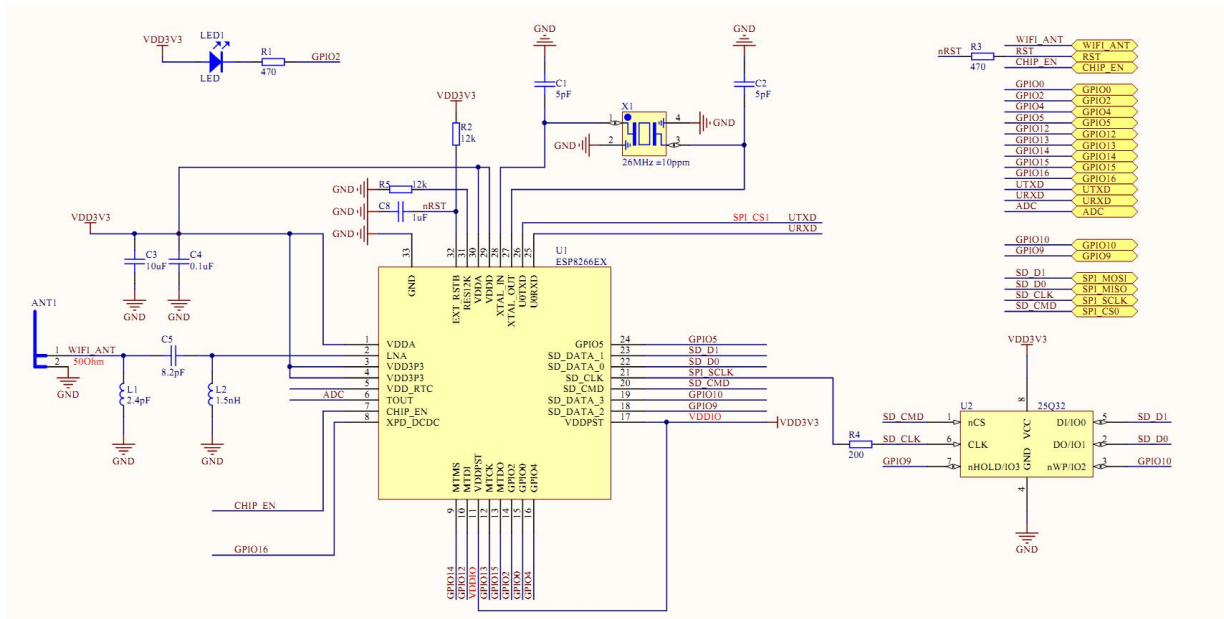 VDD3V3
LED1
LED
R1
470
GPIO2
GND
C1
5pF
GND
C2
5pF
X1
1
2
4
3
GND
GND
26MHz ±10ppm
VDD3V3
R2
12k
GND
R5
12k
GND
C8
1uF
nRST
GND
VDD3V3
C3
10uF
GND
C4
0.1uF
GND
SPI_CS1
UTXD
URXD
nRST
R3
470
WIFI_ANT
WIFI_ANT
RST
RST
CHIP_EN
CHIP_EN
GPIO0
GPIO0
GPIO2
GPIO2
GPIO4
GPIO4
GPIO5
GPIO5
GPIO12
GPIO12
GPIO13
GPIO13
GPIO14
GPIO14
GPIO15
GPIO15
GPIO16
GPIO16
UTXD
UTXD
URXD
URXD
ADC
ADC
GPIO10
GPIO10
GPIO9
GPIO9
SD_D1
SPI_MOSI
SD_D0
SPI_MISO
SD_CLK
SPI_SCLK
SD_CMD
SPI_CS0
ANT1
1
2
WIFI_ANT
50Ohm
GND
C5
8.2pF
L1
2.4pF
GND
L2
1.5nH
GND
ADC
CHIP_EN
GPIO16
U1
ESP8266EX
33
GND
32
EXT_RSTB
31
RES12K
30
VDDA
29
VDDD
28
XTAL_IN
27
XTAL_OUT
26
U0TXD
25
U0RXD
1
VDDA
2
LNA
3
VDD3P3
4
VDD3P3
5
VDD_RTC
6
TOUT
7
CHIP_EN
8
XPD_DCDC
GPIO5
24
GPIO5
SD_DATA_1
23
SD_D1
SD_DATA_0
22
SD_D0
SD_CLK
21
SPI_SCLK
SD_CMD
20
SD_CMD
SD_DATA_3
19
GPIO10
SD_DATA_2
18
GPIO9
VDDPST
17
VDDIO
VDD3V3
MTMS
9
GPIO14
MTDI
10
GPIO12
VDDPST
11
VDDIO
MTCK
12
GPIO13
MTDO
13
GPIO15
GPIO2
14
GPIO2
GPIO0
15
GPIO0
GPIO4
16
GPIO4
R4
200
VDD3V3
8
U2
25Q32
SD_CMD
1
nCS
SD_CLK
6
CLK
GPIO9
7
nHOLD/IO3
VCC
GND
DI/IO0
5
SD_D1
DO/IO1
2
SD_D0
nWP/IO2
3
GPIO10
4
GND